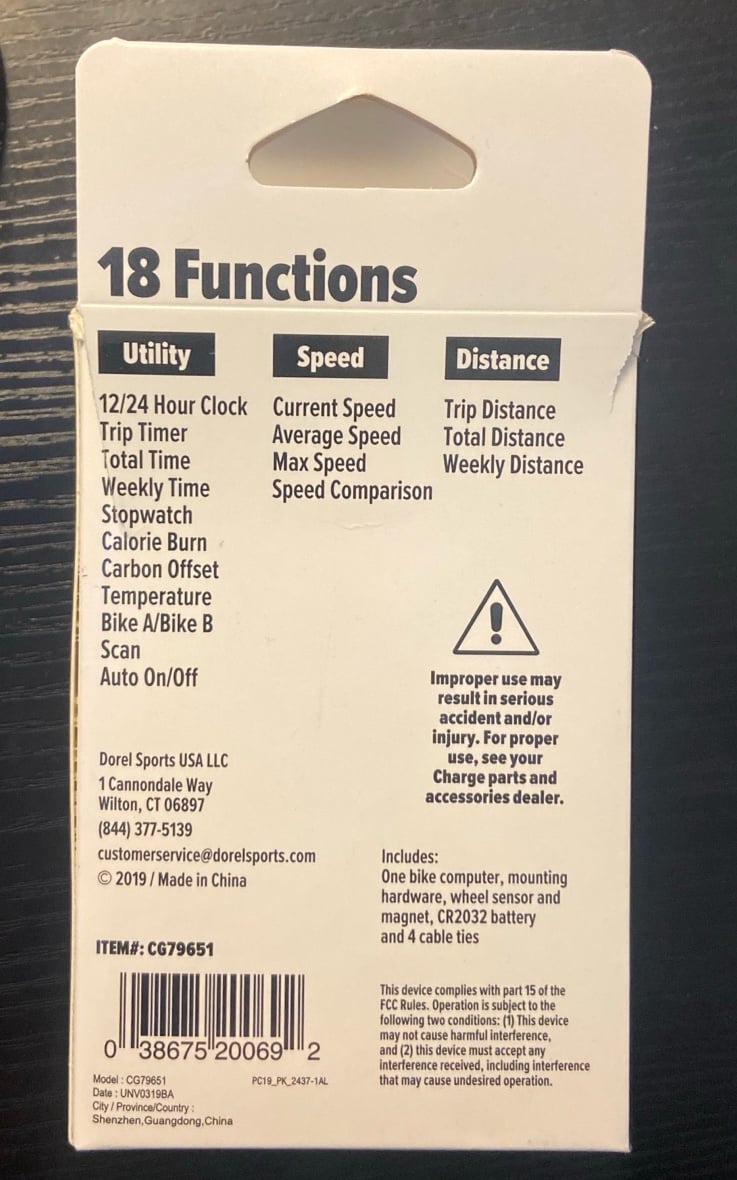 18 Functions
Utility
12/24 Hour Clock
Trip Timer
Total Time
Weekly Time
Stopwatch
Calorie Burn
Carbon Offset
Temperature
Bike A/Bike B
Scan
Auto On/Off
Speed
Current Speed
Average Speed
Max Speed
Speed Comparison
Distance
Trip Distance
Total Distance
Weekly Distance
!
Improper use may
result in serious
accident and/or
injury. For proper
use, see your
Charge parts and
accessories dealer.
Dorel Sports USA LLC
1 Cannondale Way
Wilton, CT 06897
(844) 377-5139
customerservice@dorelsports.com
© 2019 / Made in China
Includes:
One bike computer, mounting
hardware, wheel sensor and
magnet, CR2032 battery
and 4 cable ties
ITEM#: CG79651
0 38675 20069 2
Model : CG79651 PC19_PK_2437-1AL
Date : UNV0319BA
City / Province/Country :
Shenzhen,Guangdong,China
This device complies with part 15 of the
FCC Rules. Operation is subject to the
following two conditions: (1) This device
may not cause harmful interference,
and (2) this device must accept any
interference received, including interference
that may cause undesired operation.